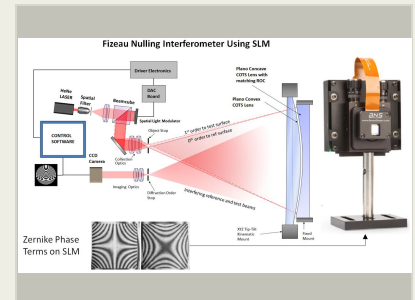 Fizeau Nulling Interferometer Using SLM
Driver Electronics
DAC
Board
HeNe
LASER
Spatial
Filter
Beamcube
Spatial Light Modulator
Plano Concave
COTS Lens with
matching ROC
Plano Convex
COTS Lens
Object Stop
1st order to test surface
0th order to ref surface
CONTROL
SOFTWARE
CCD
Camera
Collection
Optics
Imaging Optics
Diffraction Order
Stop
Interfering reference and test beams
BNS
Zernike Phase
Terms on SLM
XYZ Tip-Tilt
Kinematic
Mount
Fixed
Mount